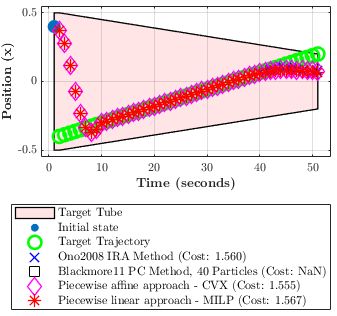 0.5
0
-0.5
Position (x)
0 10 20 30 40 50
Time (seconds)
Target Tube
Initial state
Target Trajectory
Ono2008 IRA Method (Cost: 1.560)
Blackmore11 PC Method, 40 Particles (Cost: NaN)
Piecewise affine approach - CVX (Cost: 1.555)
Piecewise linear approach - MILP (Cost: 1.567)